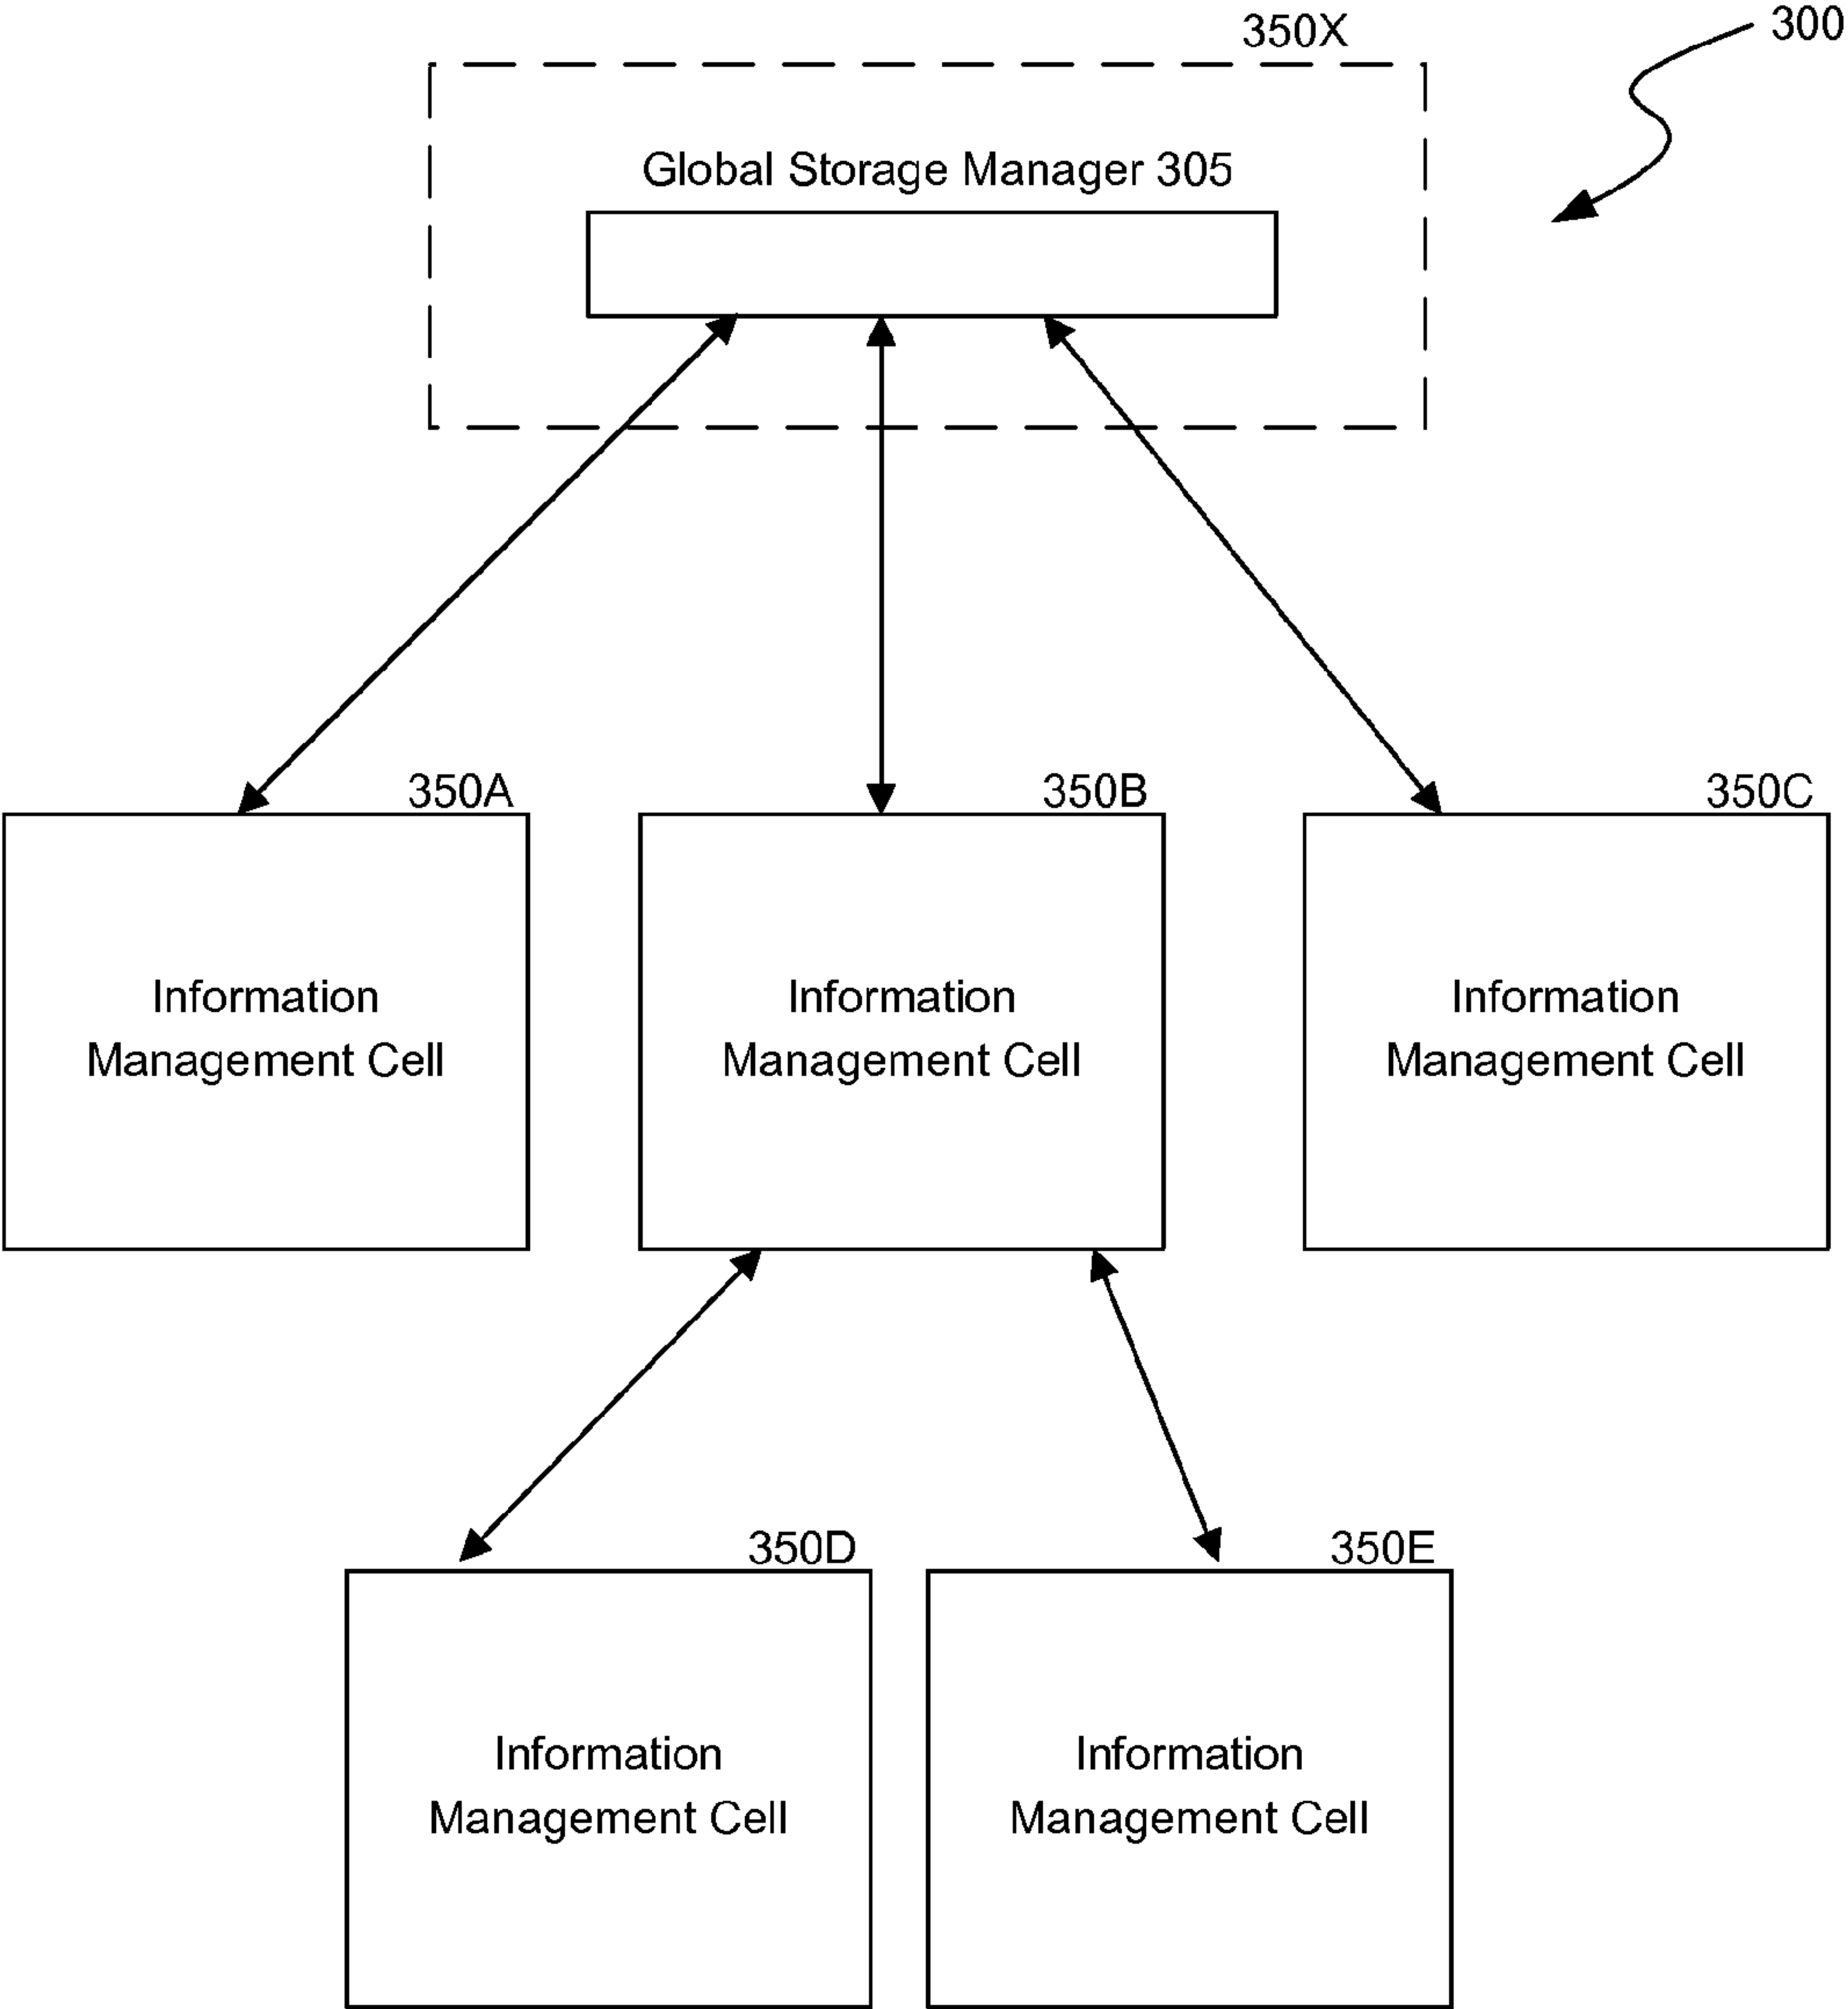 350X
300
Global Storage Manager 305
350A
350B
350C
Information
Management Cell
Information
Management Cell
Information
Management Cell
350D
350E
Information
Management Cell
Information
Management Cell